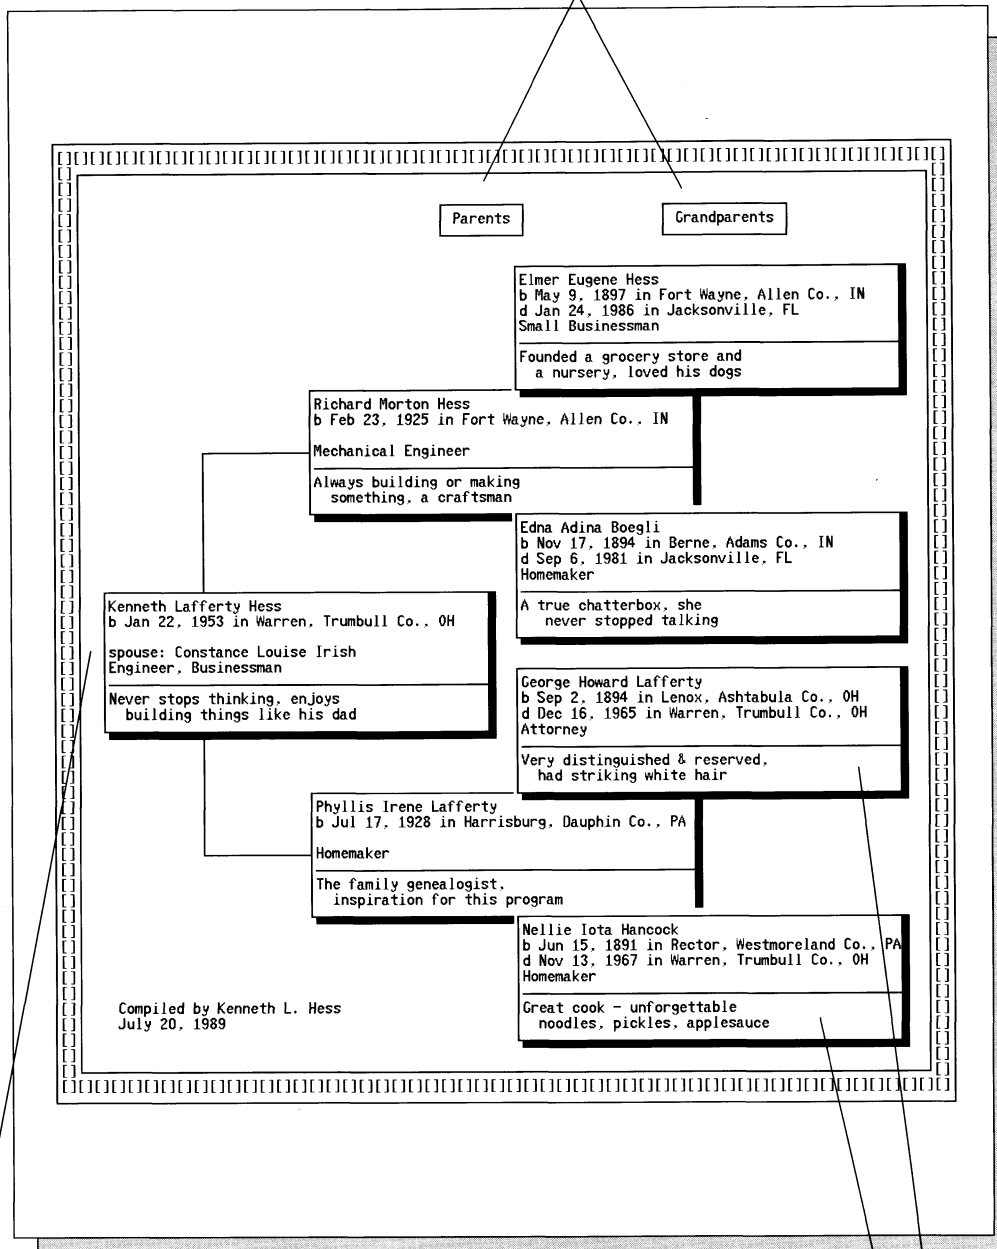 Parents
Grandparents
Elmer Eugene Hess
b May 9, 1897 in Fort Wayne, Allen Co., IN
d Jan 24, 1986 in Jacksonville, FL
Small Businessman
Founded a grocery store and
a nursery, loved his dogs
Richard Morton Hess
b Feb 23, 1925 in Fort Wayne, Allen Co., IN
Mechanical Engineer
Always building or making
something, a craftsman
Edna Adina Boegli
b Nov 17, 1894 in Berne, Adams Co., IN
d Sep 6, 1981 in Jacksonville, FL
Homemaker
A true chatterbox, she
never stopped talking
Kenneth Lafferty Hess
b Jan 22, 1953 in Warren, Trumbull Co., OH
spouse: Constance Louise Irish
Engineer, Businessman
Never stops thinking, enjoys
building things like his dad
George Howard Lafferty
b Sep 2, 1894 in Lenox, Ashtabula Co., OH
d Dec 16, 1965 in Warren, Trumbull Co., OH
Attorney
Very distinguished & reserved,
had striking white hair
Phyllis Irene Lafferty
b Jul 17, 1928 in Harrisburg, Dauphin Co., PA
Homemaker
The family genealogist,
inspiration for this program
Nellie Iota Hancock
b Jun 15, 1891 in Rector, Westmoreland Co., PA
d Nov 13, 1967 in Warren, Trumbull Co., OH
Homemaker
Great cook – unforgettable
noodles, pickles, applesauce
Compiled by Kenneth L. Hess
July 20, 1989